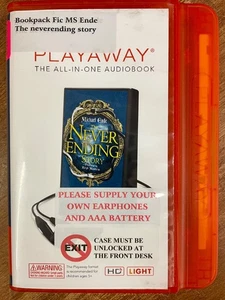 Bookpack Fic MS Ende
The neverending story
PLAYAWAY®
THE ALL-IN-ONE AUDIOBOOK
Michael Ende
THE
NEVER
ENDING
STORY
PLEASE SUPPLY YOUR
OWN EARPHONES
AND AAA BATTERY
EXIT
CASE MUST BE
UNLOCKED AT
THE FRONT DESK
WARNING
HD
LIGHT